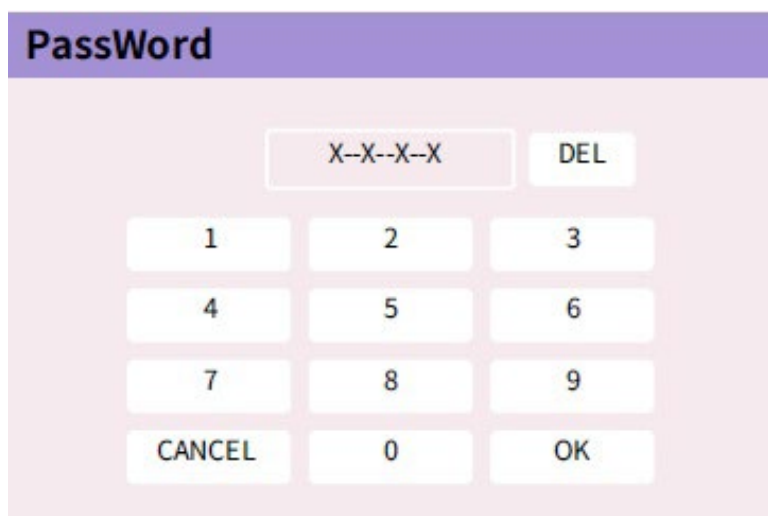 PassWord
X--X--X--X DEL
1 2 3
4 5 6
7 8 9
CANCEL 0 OK